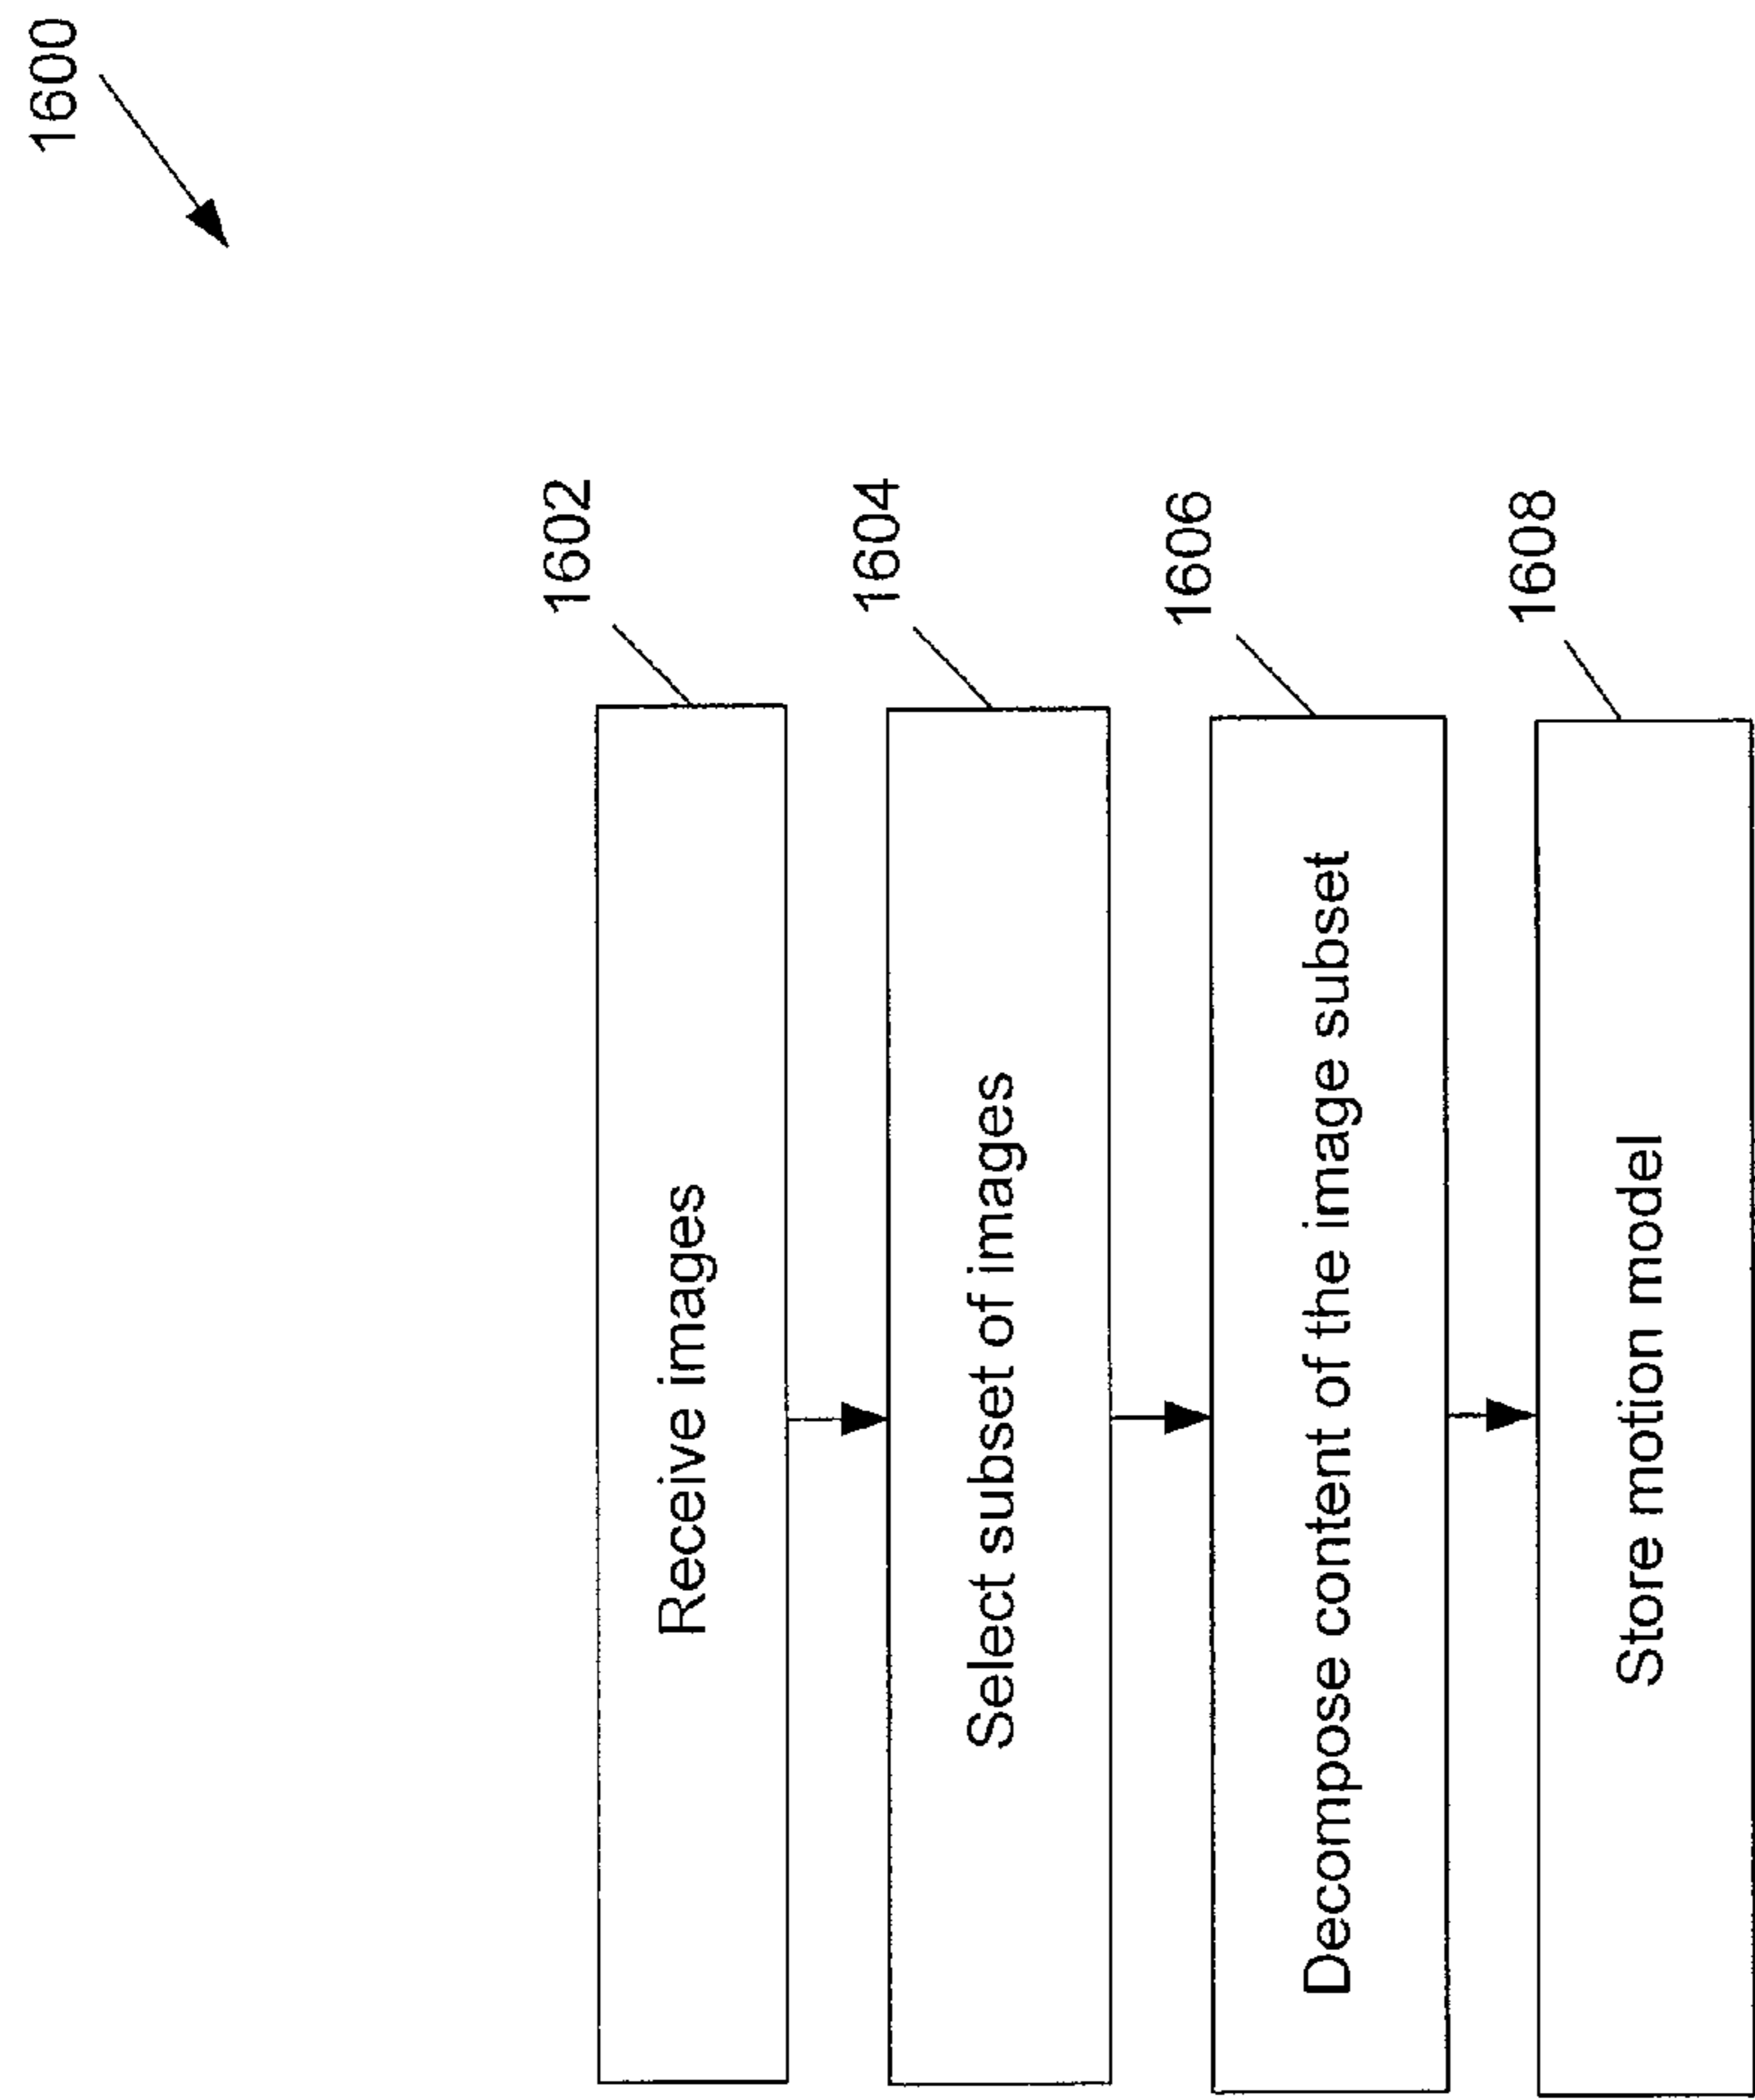 1600
Receive images
1602
Select subset of images
1604
Decompose content of the image subset
1606
Store motion model
1608